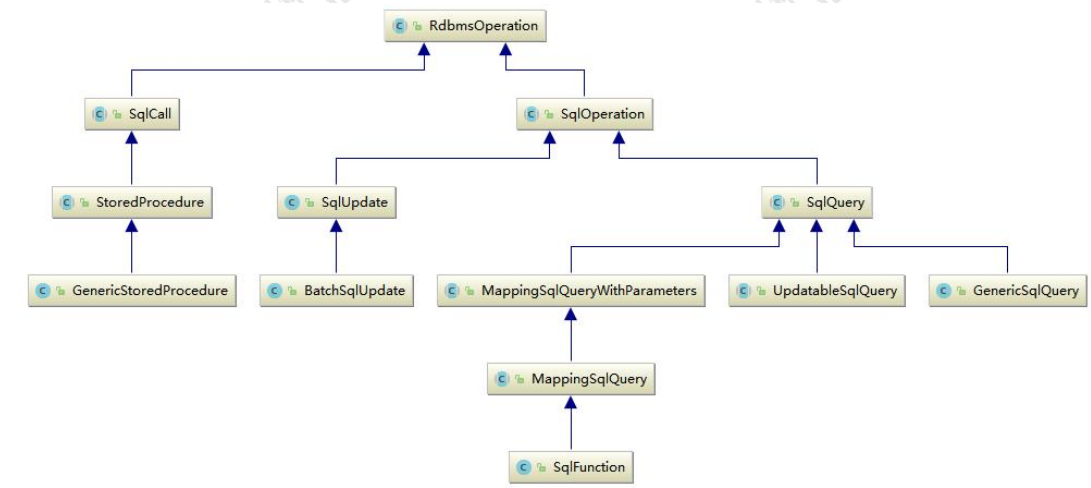 RdbmsOperation
SqlCall
SqlOperation
StoredProcedure
SqlUpdate
SqlQuery
GenericStoredProcedure
BatchSqlUpdate
MappingSqlQueryWithParameters
UpdatableSqlQuery
GenericSqlQuery
MappingSqlQuery
SqlFunction